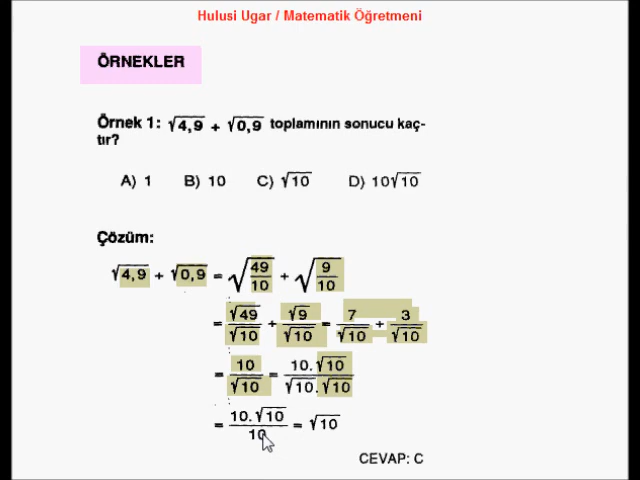 Hulusi Ugar / Matematik Öğretmeni
ÖRNEKLER
Örnek 1: √4,9 + √0,9 toplamının sonucu kaç-
tır?
A) 1 B) 10 C) √10 D) 10√10
Çözüm:
√4,9 + √0,9 = √(49/10) + √(9/10)
= √49/√10 + √9/√10 = 7/√10 + 3/√10
= 10/√10 = 10.√10/√10.√10
= 10.√10/10 = √10
CEVAP: C